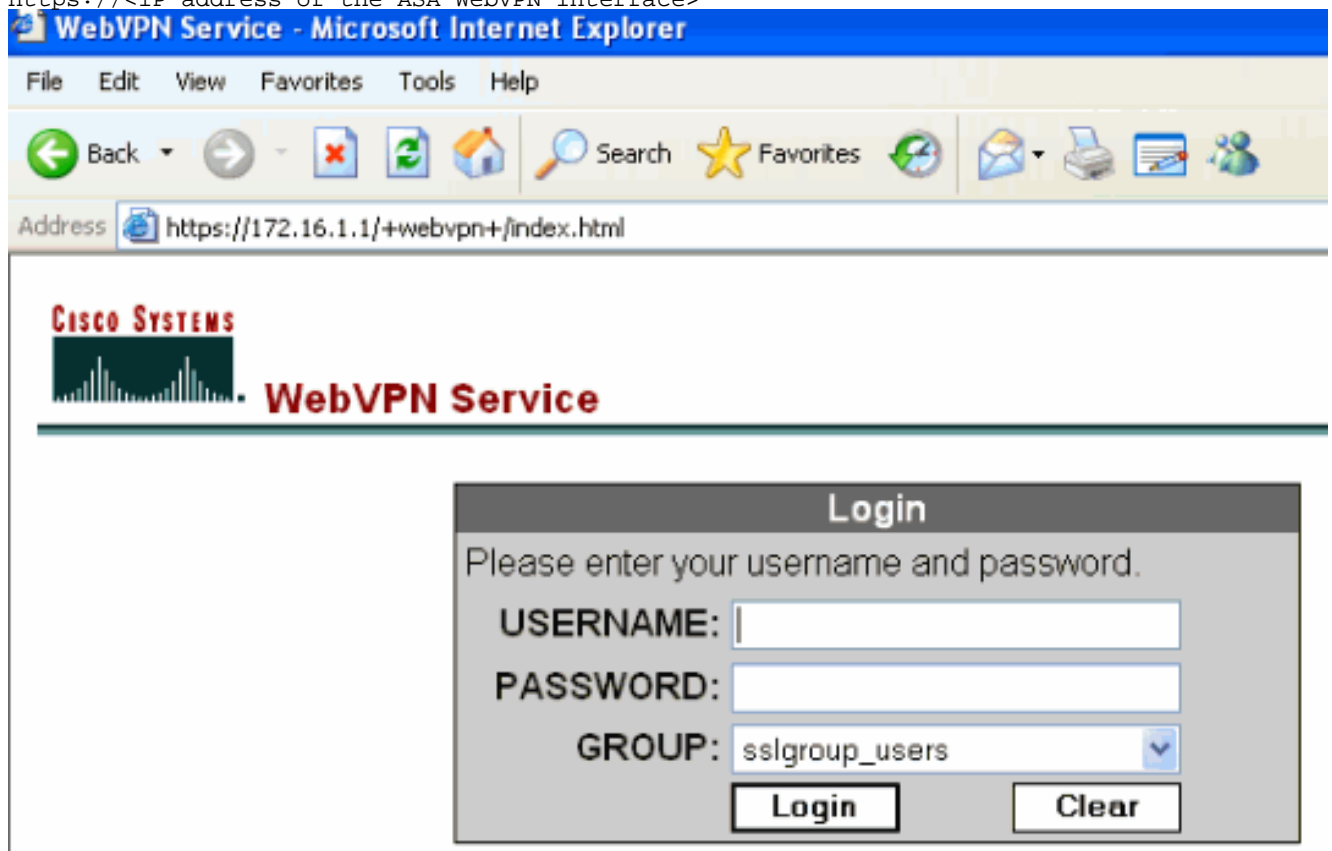 https://<IP address of the ASA WebVPN interface>
WebVPN Service - Microsoft Internet Explorer
File Edit View Favorites Tools Help
Back Search Favorites
Address https://172.16.1.1/+webvpn+/index.html
CISCO SYSTEMS
WebVPN Service
Login
Please enter your username and password.
USERNAME:
PASSWORD:
GROUP: sslgroup_users
Login Clear